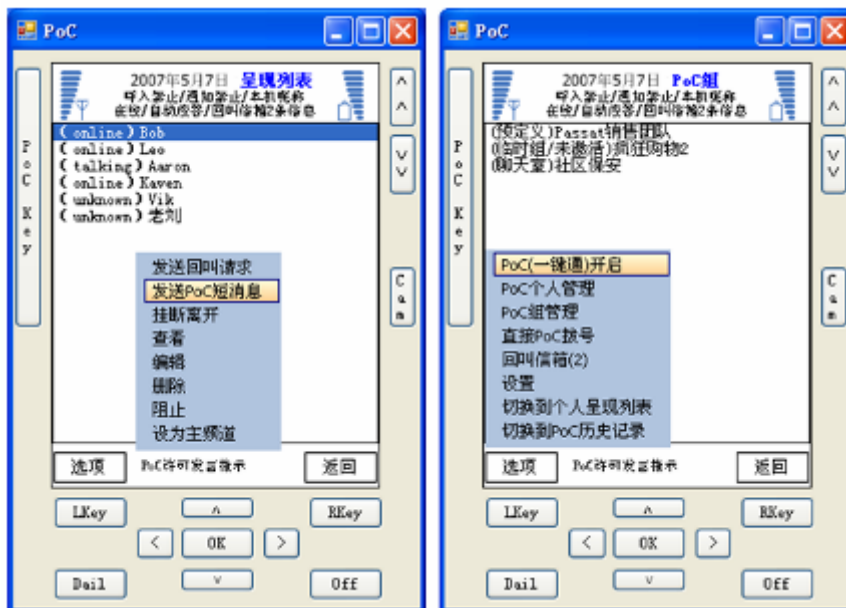 PoC
PoC Key
2007年5月7日 呈现列表
呼入禁止/通知禁止/本机昵称
在线/自动应答/回叫信箱2条信息
(online)Bob
(online)Leo
(talking)Aaron
(online)Kaven
(unknown)Vik
(unknown)老刘
发送回叫请求
发送PoC短消息
挂断离开
查看
编辑
删除
阻止
设为主频道
选项 PoC许可发言指示 返回
^
^
v
v
Cam
LKey ^ RKey
< OK >
Dail v Off
PoC
PoC Key
2007年5月7日 PoC组
呼入禁止/通知禁止/本机昵称
在线/自动应答/回叫信箱2条信息
(预定义)Passat销售团队
(临时组/未激活)疯狂购物2
(聊天室)社区保安
PoC(一键通)开启
PoC个人管理
PoC组管理
直接PoC拨号
回叫信箱(2)
设置
切换到个人呈现列表
切换到PoC历史记录
选项 PoC许可发言指示 返回
^
^
v
v
Cam
LKey ^ RKey
< OK >
Dail v Off